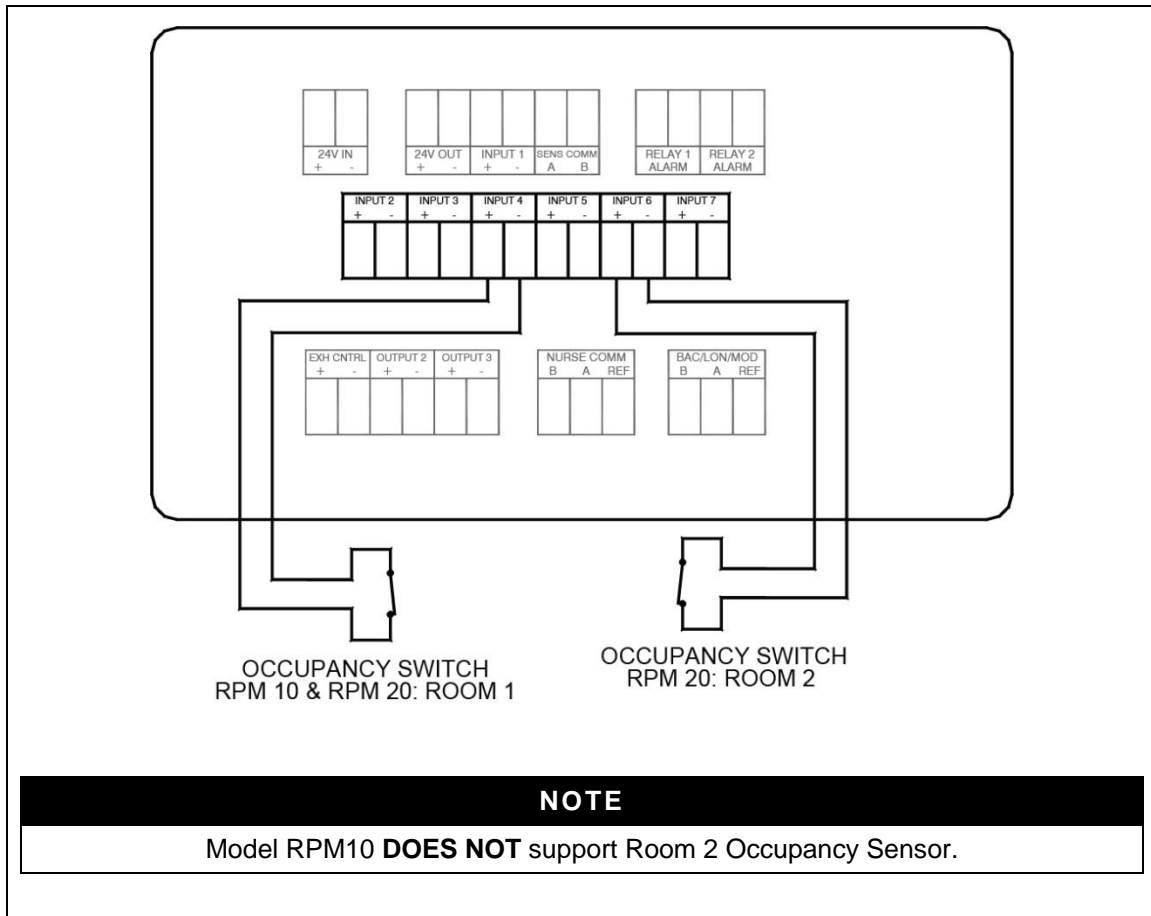 24V IN
+ -
24V OUT INPUT 1 SENS COMM
+ - + - A B
RELAY 1 RELAY 2
ALARM ALARM
INPUT 2 INPUT 3 INPUT 4 INPUT 5 INPUT 6 INPUT 7
+ - + - + - + - + - + -
EXH CNTRL OUTPUT 2 OUTPUT 3
+ - + - + -
NURSE COMM
B A REF
BAC/LON/MOD
B A REF
OCCUPANCY SWITCH
RPM 10 & RPM 20: ROOM 1
OCCUPANCY SWITCH
RPM 20: ROOM 2
NOTE
Model RPM10 DOES NOT support Room 2 Occupancy Sensor.